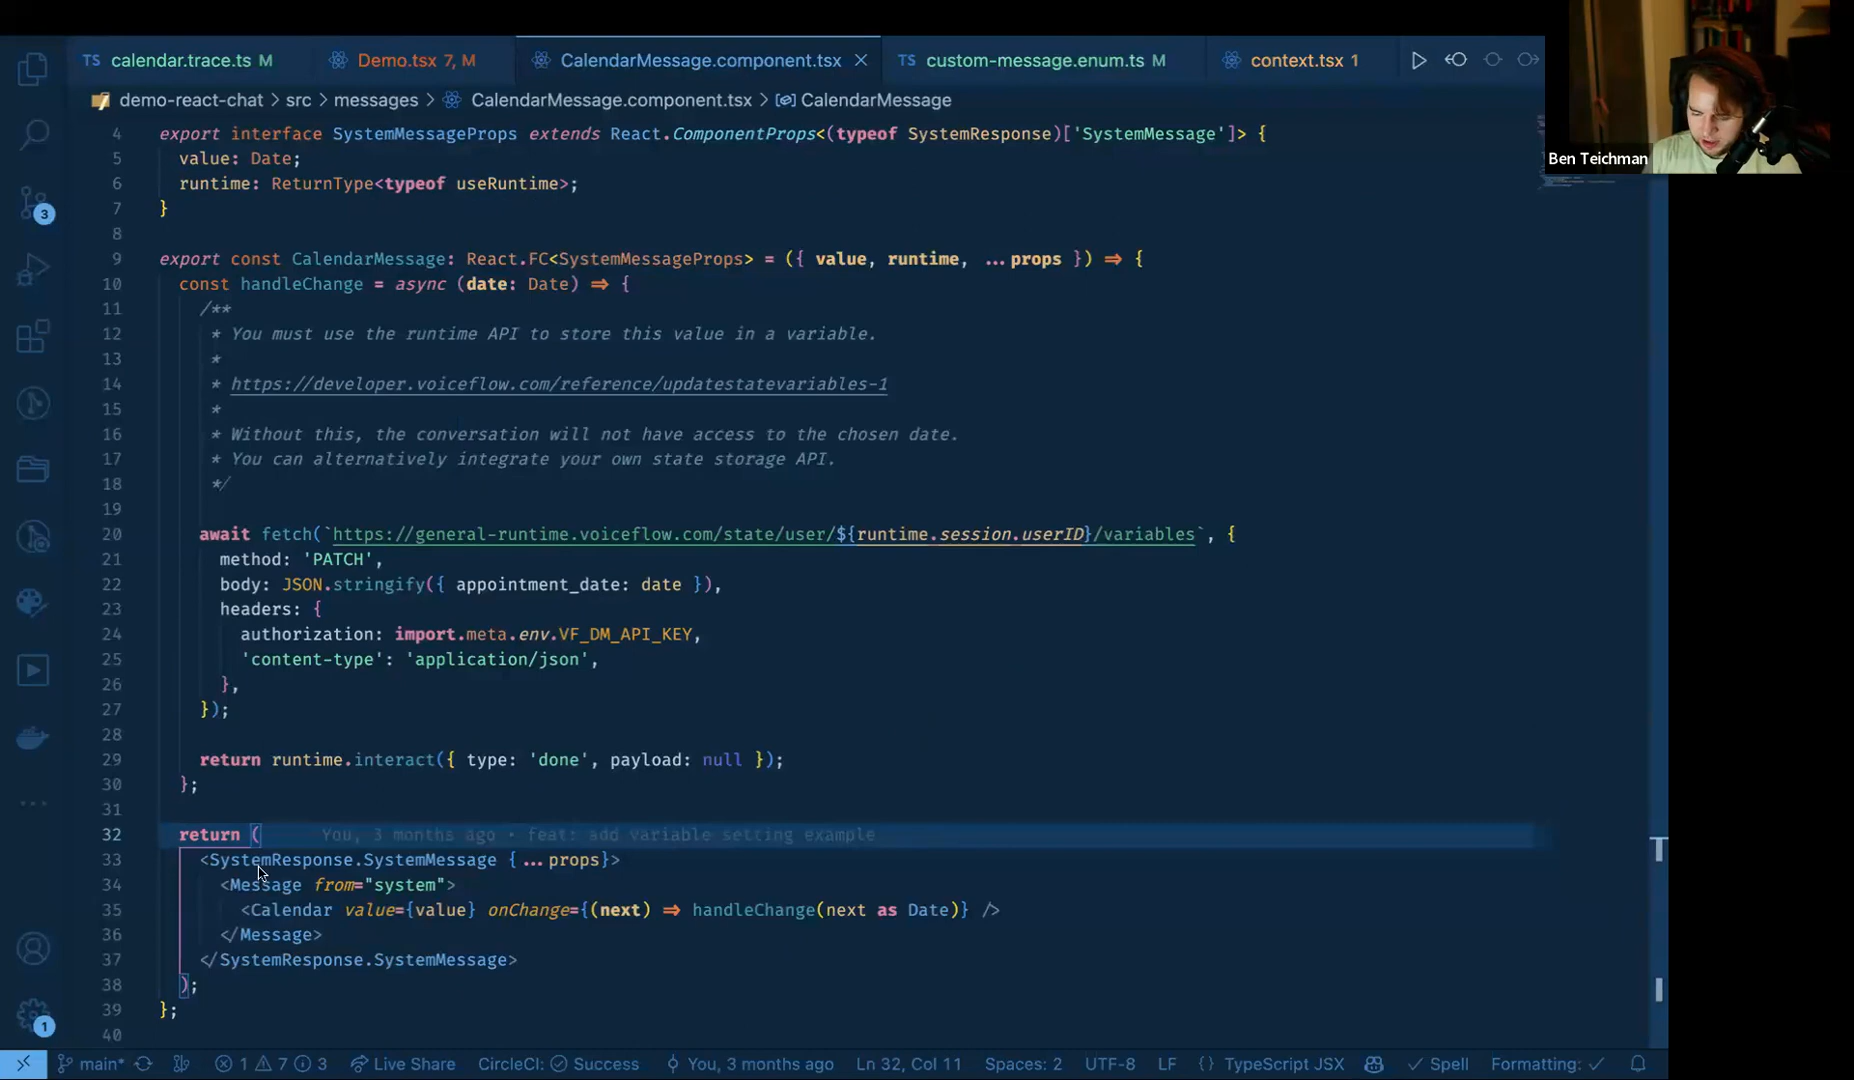 calendar.trace.ts M
Demo.tsx 7, M
CalendarMessage.component.tsx
custom-message.enum.ts M
context.tsx 1
demo-react-chat > src > messages > CalendarMessage.component.tsx > CalendarMessage
Ben Teichman
4 export interface SystemMessageProps extends React.ComponentProps<(typeof SystemResponse)['SystemMessage']> {
5 value: Date;
6 runtime: ReturnType<typeof useRuntime>;
7 }
8
9 export const CalendarMessage: React.FC<SystemMessageProps> = ({ value, runtime, ...props }) => {
10 const handleChange = async (date: Date) => {
11 /**
12 * You must use the runtime API to store this value in a variable.
13 *
14 * https://developer.voiceflow.com/reference/updatestatevariables-1
15 *
16 * Without this, the conversation will not have access to the chosen date.
17 * You can alternatively integrate your own state storage API.
18 */
19
20 await fetch(`https://general-runtime.voiceflow.com/state/user/${runtime.session.userID}/variables`, {
21 method: 'PATCH',
22 body: JSON.stringify({ appointment_date: date }),
23 headers: {
24 authorization: import.meta.env.VF_DM_API_KEY,
25 'content-type': 'application/json',
26 },
27 });
28
29 return runtime.interact({ type: 'done', payload: null });
30 };
31
32 return ( You, 3 months ago • feat: add variable setting example
33 <SystemResponse.SystemMessage {...props}>
34 <Message from="system">
35 <Calendar value={value} onChange={(next) => handleChange(next as Date)} />
36 </Message>
37 </SystemResponse.SystemMessage>
38 );
39 };
40
3
1
main* 1 7 3 Live Share CircleCI: Success You, 3 months ago Ln 32, Col 11 Spaces: 2 UTF-8 LF {} TypeScript JSX Spell Formatting: